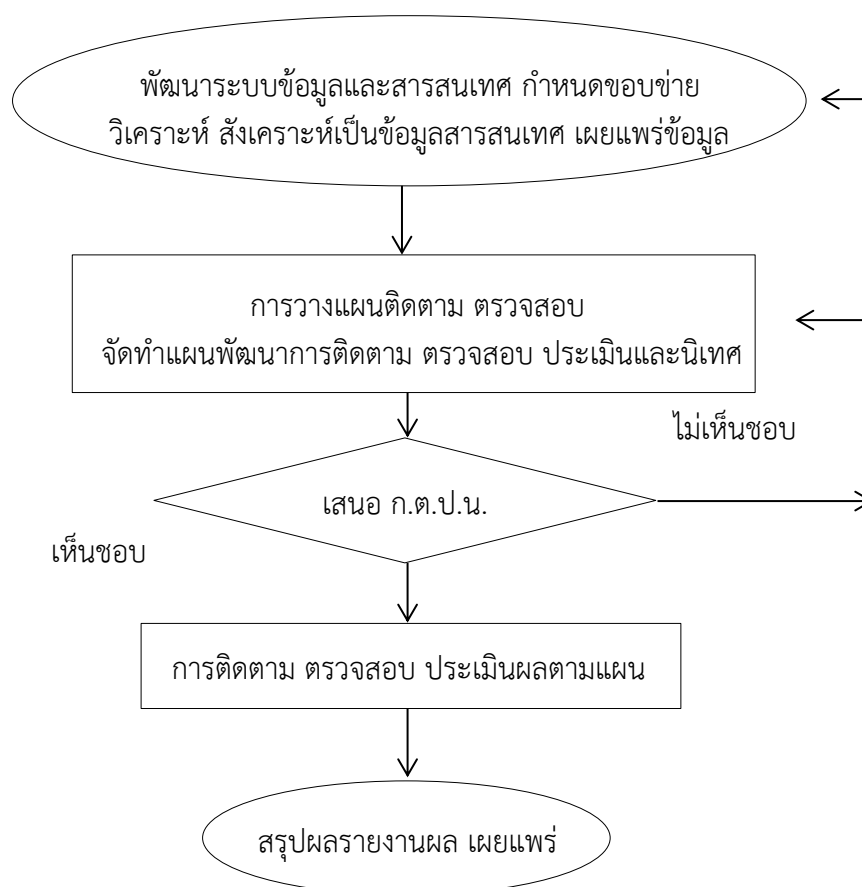 พัฒนาระบบข้อมูลและสารสนเทศ กำหนดขอบข่าย
วิเคราะห์ สังเคราะห์เป็นข้อมูลสารสนเทศ เผยแพร่ข้อมูล
การวางแผนติดตาม ตรวจสอบ
จัดทำแผนพัฒนาการติดตาม ตรวจสอบ ประเมินและนิเทศ
ไม่เห็นชอบ
เสนอ ก.ต.ป.น.
เห็นชอบ
การติดตาม ตรวจสอบ ประเมินผลตามแผน
สรุปผลรายงานผล เผยแพร่